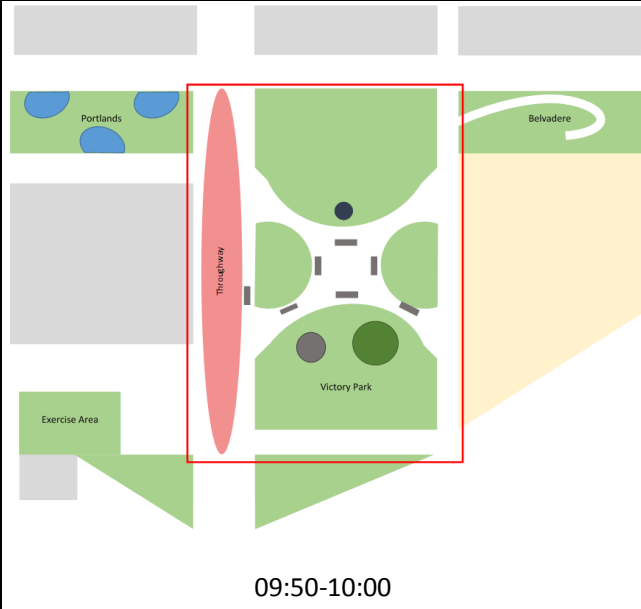 Portlands
Belvadere
Throughway
Victory Park
Exercise Area
09:50-10:00